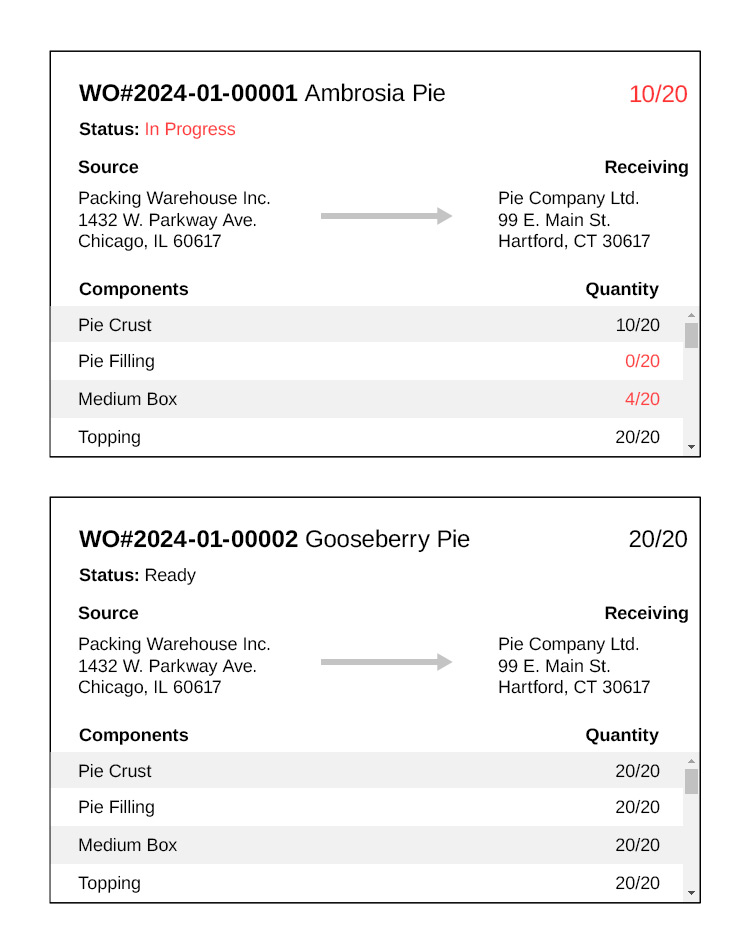 WO#2024-01-00001 Ambrosia Pie 10/20
Status: In Progress
Source Receiving
Packing Warehouse Inc. Pie Company Ltd.
1432 W. Parkway Ave. 99 E. Main St.
Chicago, IL 60617 Hartford, CT 30617
Components Quantity
Pie Crust 10/20
Pie Filling 0/20
Medium Box 4/20
Topping 20/20
WO#2024-01-00002 Gooseberry Pie 20/20
Status: Ready
Source Receiving
Packing Warehouse Inc. Pie Company Ltd.
1432 W. Parkway Ave. 99 E. Main St.
Chicago, IL 60617 Hartford, CT 30617
Components Quantity
Pie Crust 20/20
Pie Filling 20/20
Medium Box 20/20
Topping 20/20